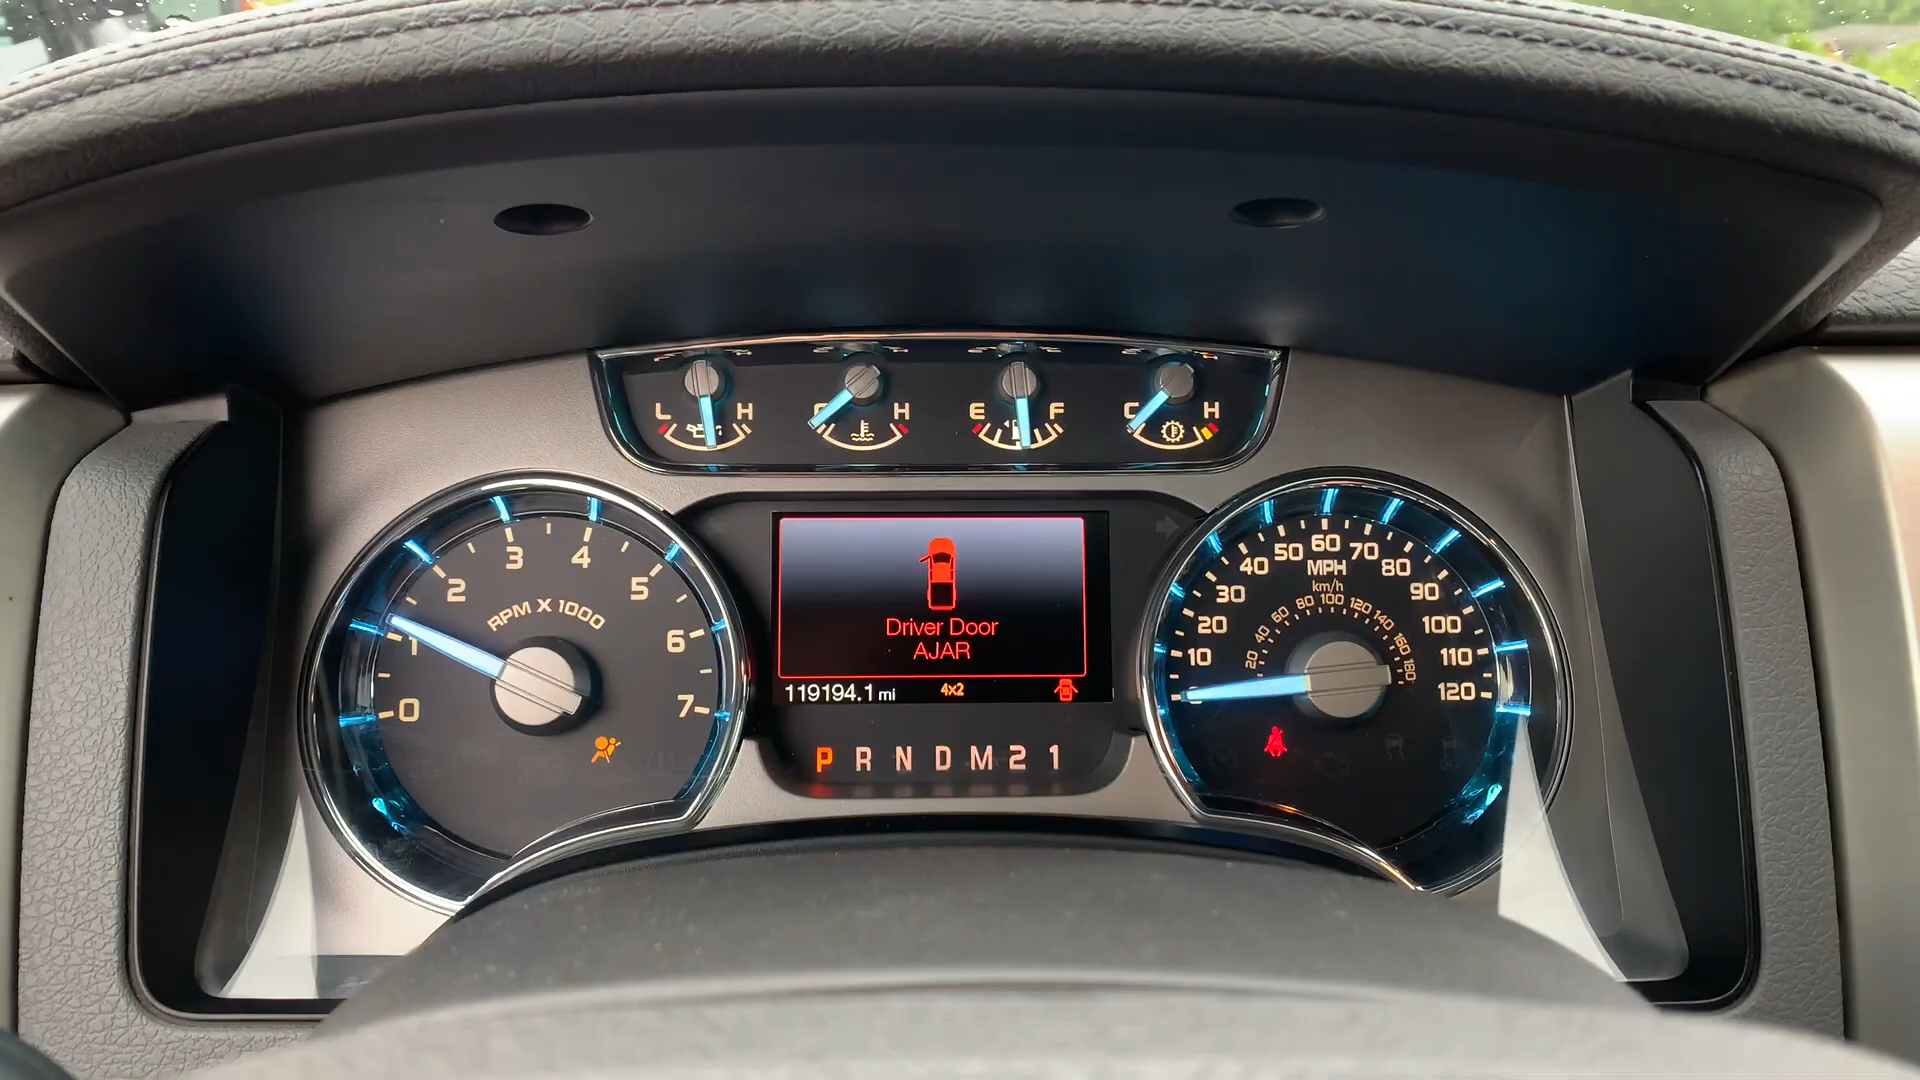 L H
C H
E F
C H
0 1 2 3 4 5 6 7
RPM X 1000
Driver Door
AJAR
119194.1 mi 4x2
P R N D M 2 1
10 20 30 40 50 60 70 80 90 100 110 120
MPH
km/h
20 40 60 80 100 120 140 160 180